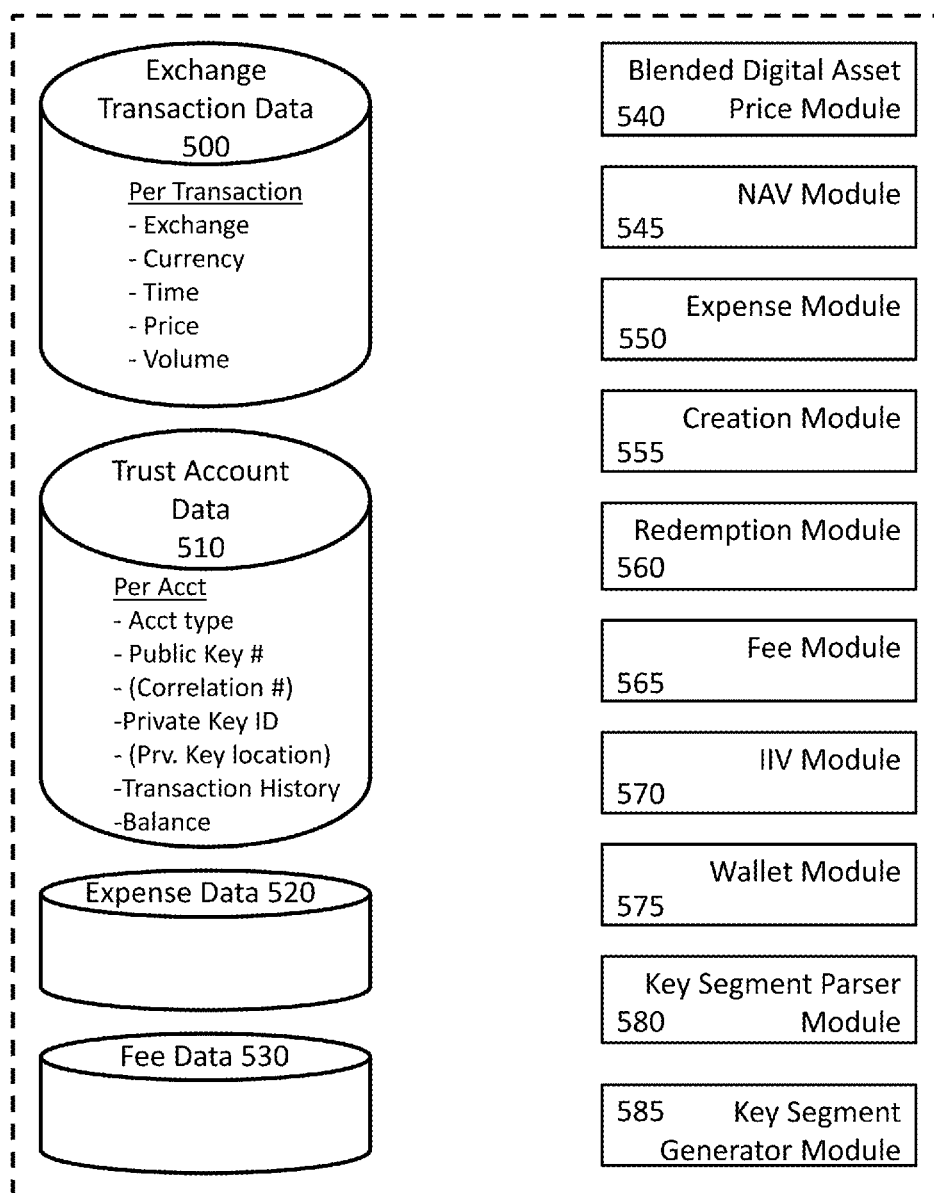 Exchange
Transaction Data
500
Per Transaction
- Exchange
- Currency
- Time
- Price
- Volume
Trust Account
Data
510
Per Acct
- Acct type
- Public Key #
- (Correlation #)
-Private Key ID
- (Prv. Key location)
-Transaction History
-Balance
Expense Data 520
Fee Data 530
Blended Digital Asset
540 Price Module
NAV Module
545
Expense Module
550
Creation Module
555
Redemption Module
560
Fee Module
565
IIV Module
570
Wallet Module
575
Key Segment Parser
580 Module
585 Key Segment
Generator Module